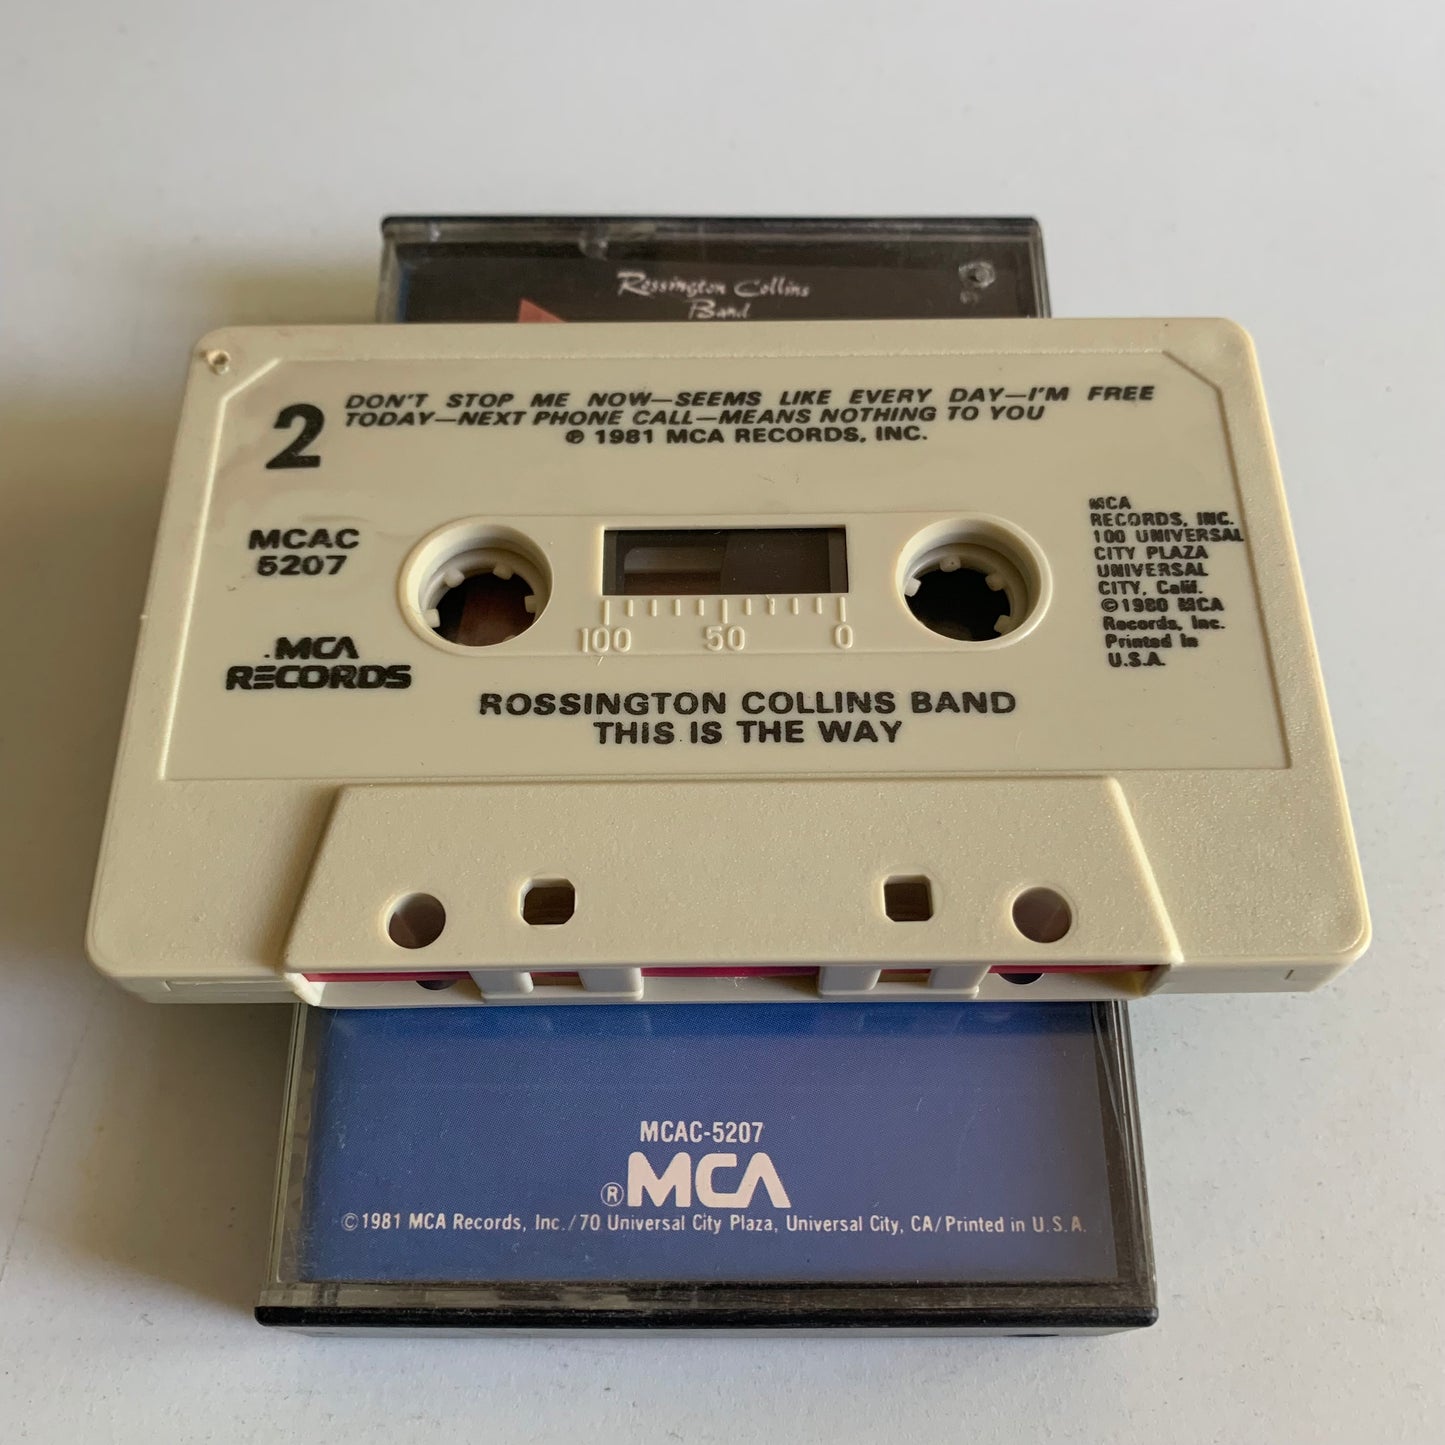 Rossington Collins
Band
2
DON'T STOP ME NOW—SEEMS LIKE EVERY DAY—I'M FREE
TODAY—NEXT PHONE CALL—MEANS NOTHING TO YOU
℗ 1981 MCA RECORDS, INC.
MCAC
5207
MCA
RECORDS
100 50 0
MCA
RECORDS, INC.
100 UNIVERSAL
CITY PLAZA
UNIVERSAL
CITY, Calif.
©1980 MCA
Records, Inc.
Printed in
U.S.A.
ROSSINGTON COLLINS BAND
THIS IS THE WAY
MCAC-5207
®MCA
©1981 MCA Records, Inc./70 Universal City Plaza, Universal City, CA/Printed in U.S.A.